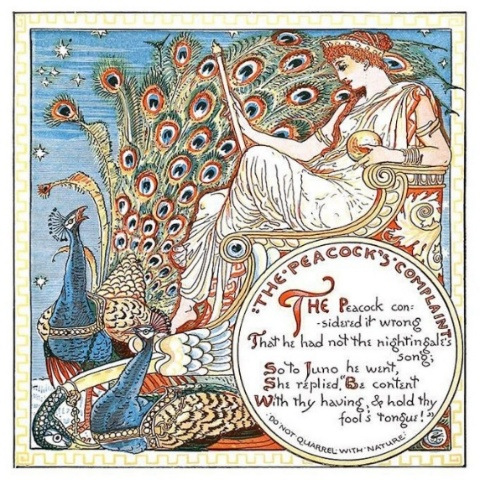 "THE·PEACOCK'S·COMPLAINT"
THE Peacock con-
-sidered it wrong
That he had not the nightingale's
song;
So to Juno he went,
She replied, "Be content
With thy having, & hold thy
fool's tongue!"
·DO NOT QUARREL WITH NATURE·